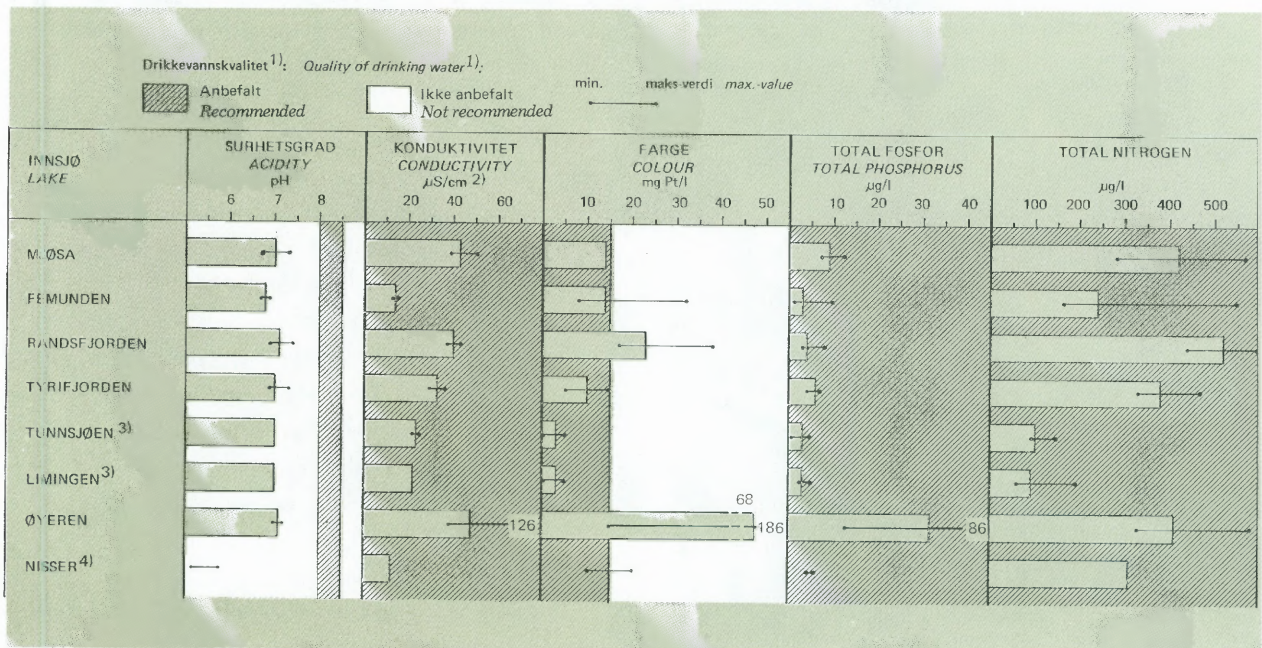 Drikkevannskvalitet1): Quality of drinking water1):
min. maks-verdi max.-value
Anbefalt
Recommended
Ikke anbefalt
Not recommended
INNSJØ
LAKE
SURHETSGRAD
ACIDITY
pH
6 7 8
KONDUKTIVITET
CONDUCTIVITY
µS/cm 2)
20 40 60
FARGE
COLOUR
mg Pt/l
10 20 30 40 50
TOTAL FOSFOR
TOTAL PHOSPHORUS
µg/l
10 20 30 40
TOTAL NITROGEN
µg/l
100 200 300 500
MJØSA
FEMUNDEN
RANDSFJORDEN
TYRIFJORDEN
TUNNSJØEN 3)
LIMINGEN3)
68
ØYEREN 126 186 86
NISSER4)